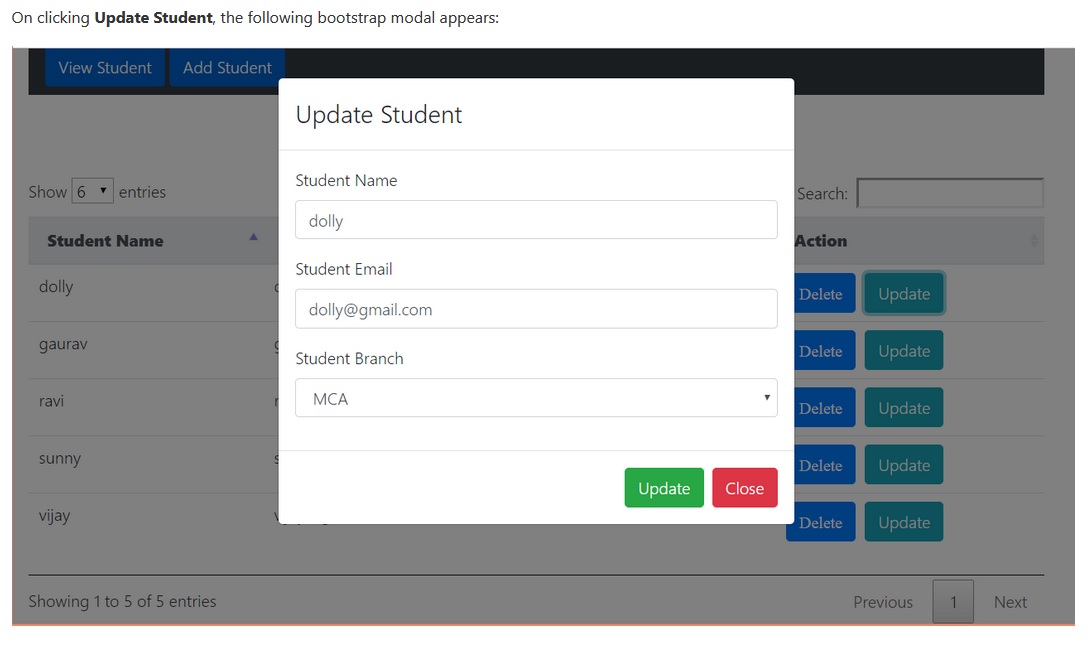 On clicking Update Student, the following bootstrap modal appears:
View Student Add Student
Update Student
Student Name
dolly
Student Email
dolly@gmail.com
Student Branch
MCA
Update Close
Show 6 entries Search:
Student Name Action
dolly Delete Update
gaurav Delete Update
ravi Delete Update
sunny Delete Update
vijay Delete Update
Showing 1 to 5 of 5 entries Previous 1 Next